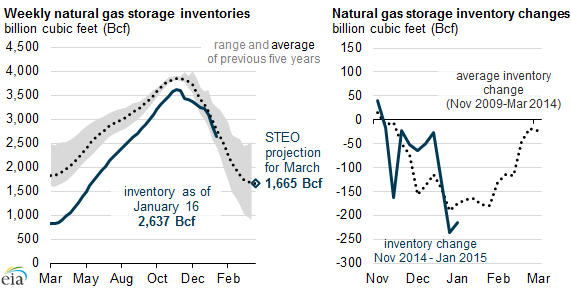 Weekly natural gas storage inventories
billion cubic feet (Bcf)
4,500
4,000
3,500
3,000
2,500
2,000
1,500
1,000
500
0
Mar
May
Jul
Oct
Dec
Feb
range and average
of previous five years
STEO
projection
for March
1,665 Bcf
inventory as of
January 16
2,637 Bcf
eia
Natural gas storage inventory changes
billion cubic feet (Bcf)
150
100
50
0
-50
-100
-150
-200
-250
-300
Nov
Dec
Jan
Feb
Mar
average inventory
change
(Nov 2009-Mar 2014)
inventory change
Nov 2014 - Jan 2015